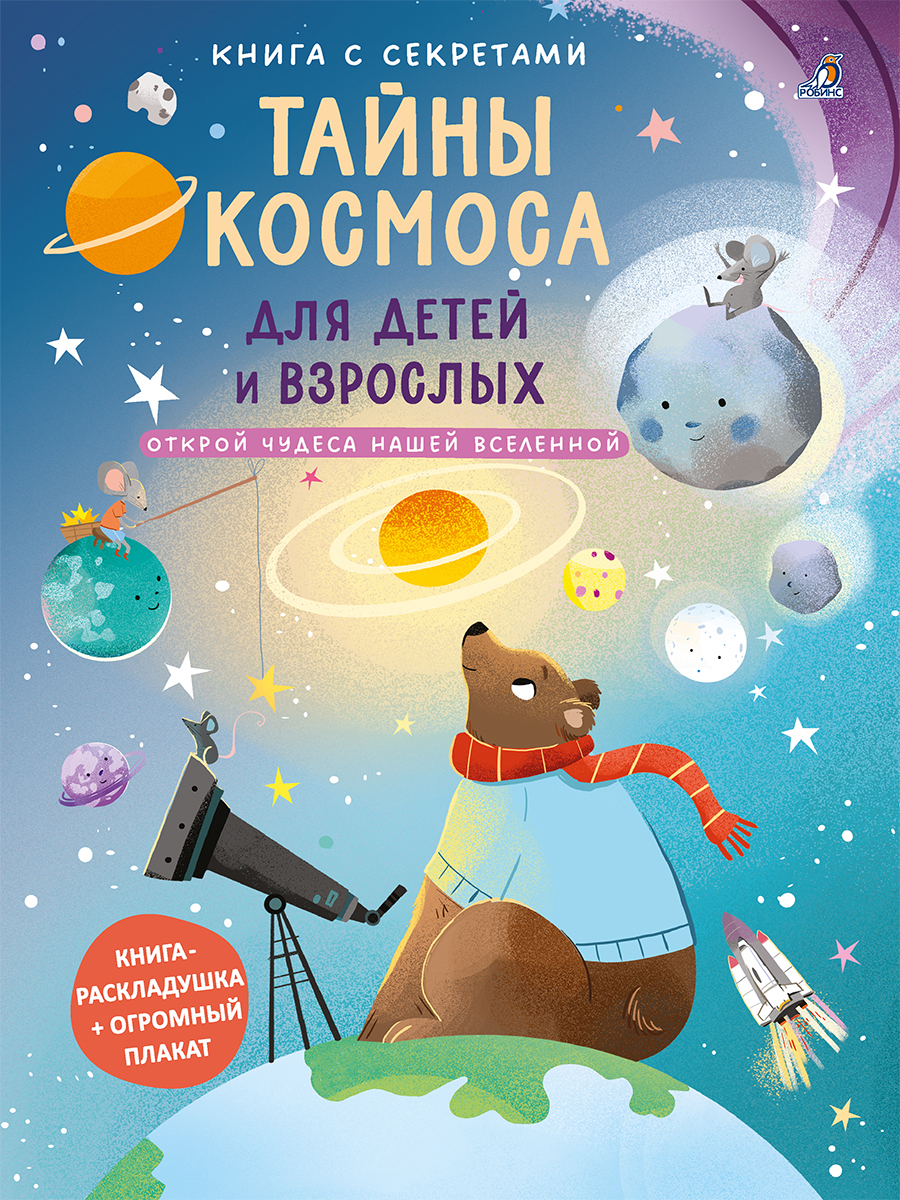 КНИГА С СЕКРЕТАМИ
РОБИНС
ТАЙНЫ
КОСМОСА
ДЛЯ ДЕТЕЙ
И ВЗРОСЛЫХ
ОТКРОЙ ЧУДЕСА НАШЕЙ ВСЕЛЕННОЙ
КНИГА-
РАСКЛАДУШКА
+ ОГРОМНЫЙ
ПЛАКАТ